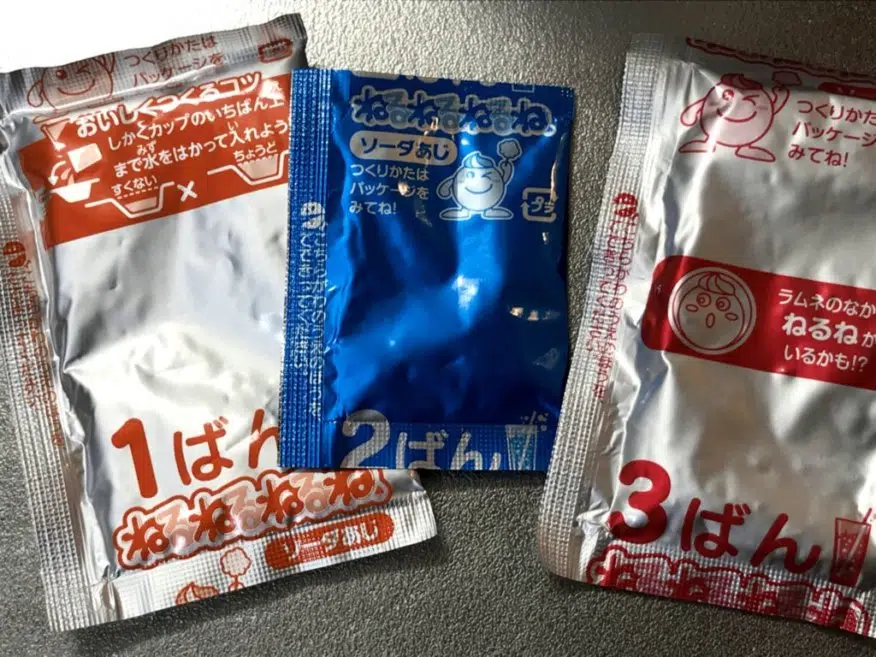 つくりかたは
パッケージを
おいしくつくるコツ
しかくカップのいちばん上
みず
まで水をはかって入れよう
すくない
ちょうど
×
1ばん
ねるねるねるね
ソーダあじ
ねるねるねるね
ソーダあじ
つくりかたは
パッケージを
みてね!
プラ
2ばん
つくりかたは
パッケージ
みてね!
ラムネのなか
ねるねが
いるかも!?
3ばん